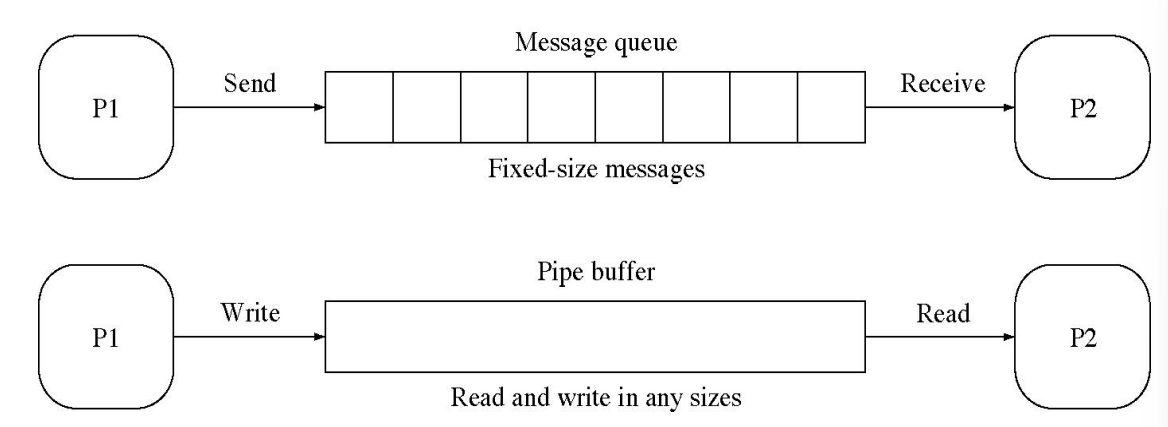 Message queue
P1
Send
Receive
P2
Fixed-size messages
Pipe buffer
P1
Write
Read
P2
Read and write in any sizes